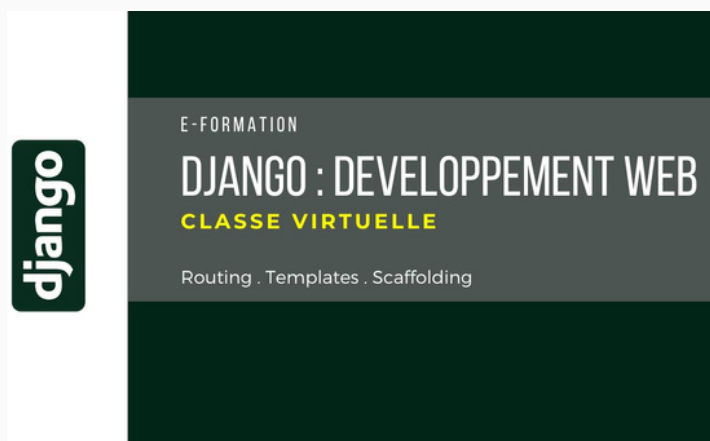 django
E-FORMATION
DJANGO : DEVELOPPEMENT WEB
CLASSE VIRTUELLE
Routing . Templates . Scaffolding